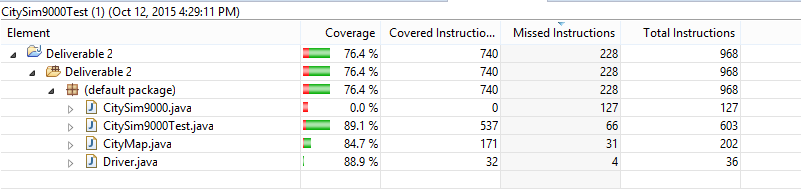 CitySim9000Test (1) (Oct 12, 2015 4:29:11 PM)
Element Coverage Covered Instructio... Missed Instructions Total Instructions
Deliverable 2 76.4 % 740 228 968
Deliverable 2 76.4 % 740 228 968
(default package) 76.4 % 740 228 968
CitySim9000.java 0.0 % 0 127 127
CitySim9000Test.java 89.1 % 537 66 603
CityMap.java 84.7 % 171 31 202
Driver.java 88.9 % 32 4 36